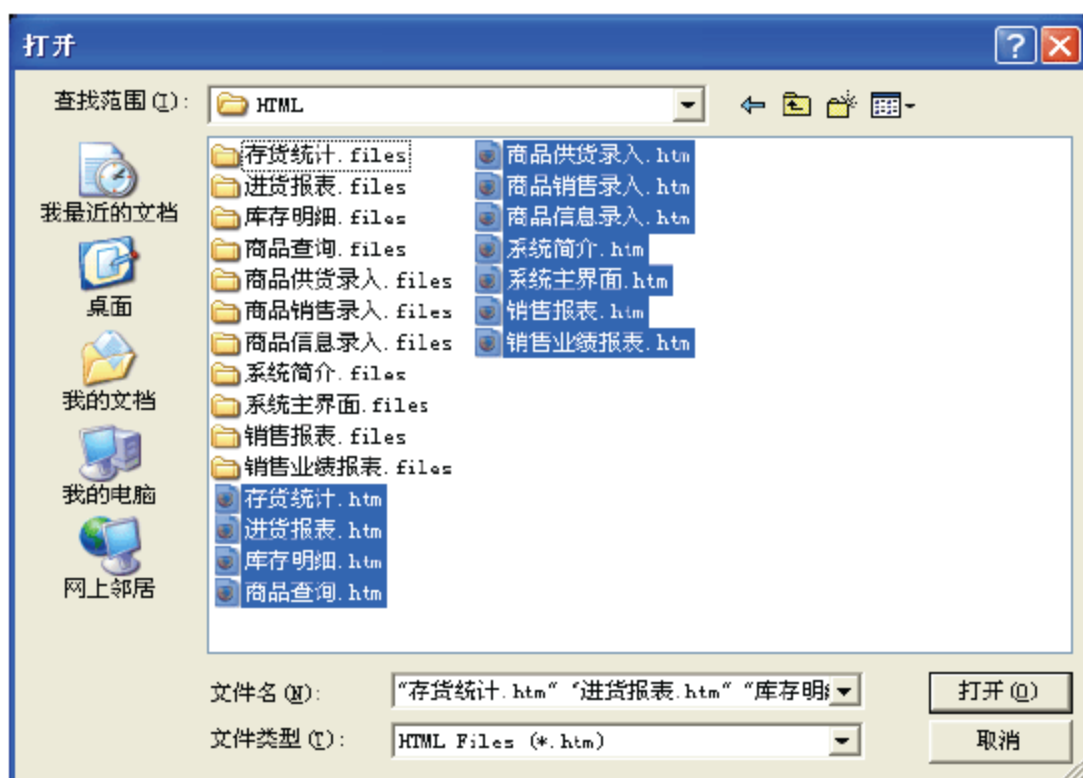 打开
查找范围(I):
HTML
我最近的文档
桌面
我的文档
我的电脑
网上邻居
存货统计.files
进货报表.files
库存明细.files
商品查询.files
商品供货录入.files
商品销售录入.files
商品信息录入.files
系统简介.files
系统主界面.files
销售报表.files
销售业绩报表.files
存货统计.htm
进货报表.htm
库存明细.htm
商品查询.htm
商品供货录入.htm
商品销售录入.htm
商品信息录入.htm
系统简介.htm
系统主界面.htm
销售报表.htm
销售业绩报表.htm
文件名(N):
"存货统计.htm" "进货报表.htm" "库存明
打开(O)
文件类型(T):
HTML Files (*.htm)
取消